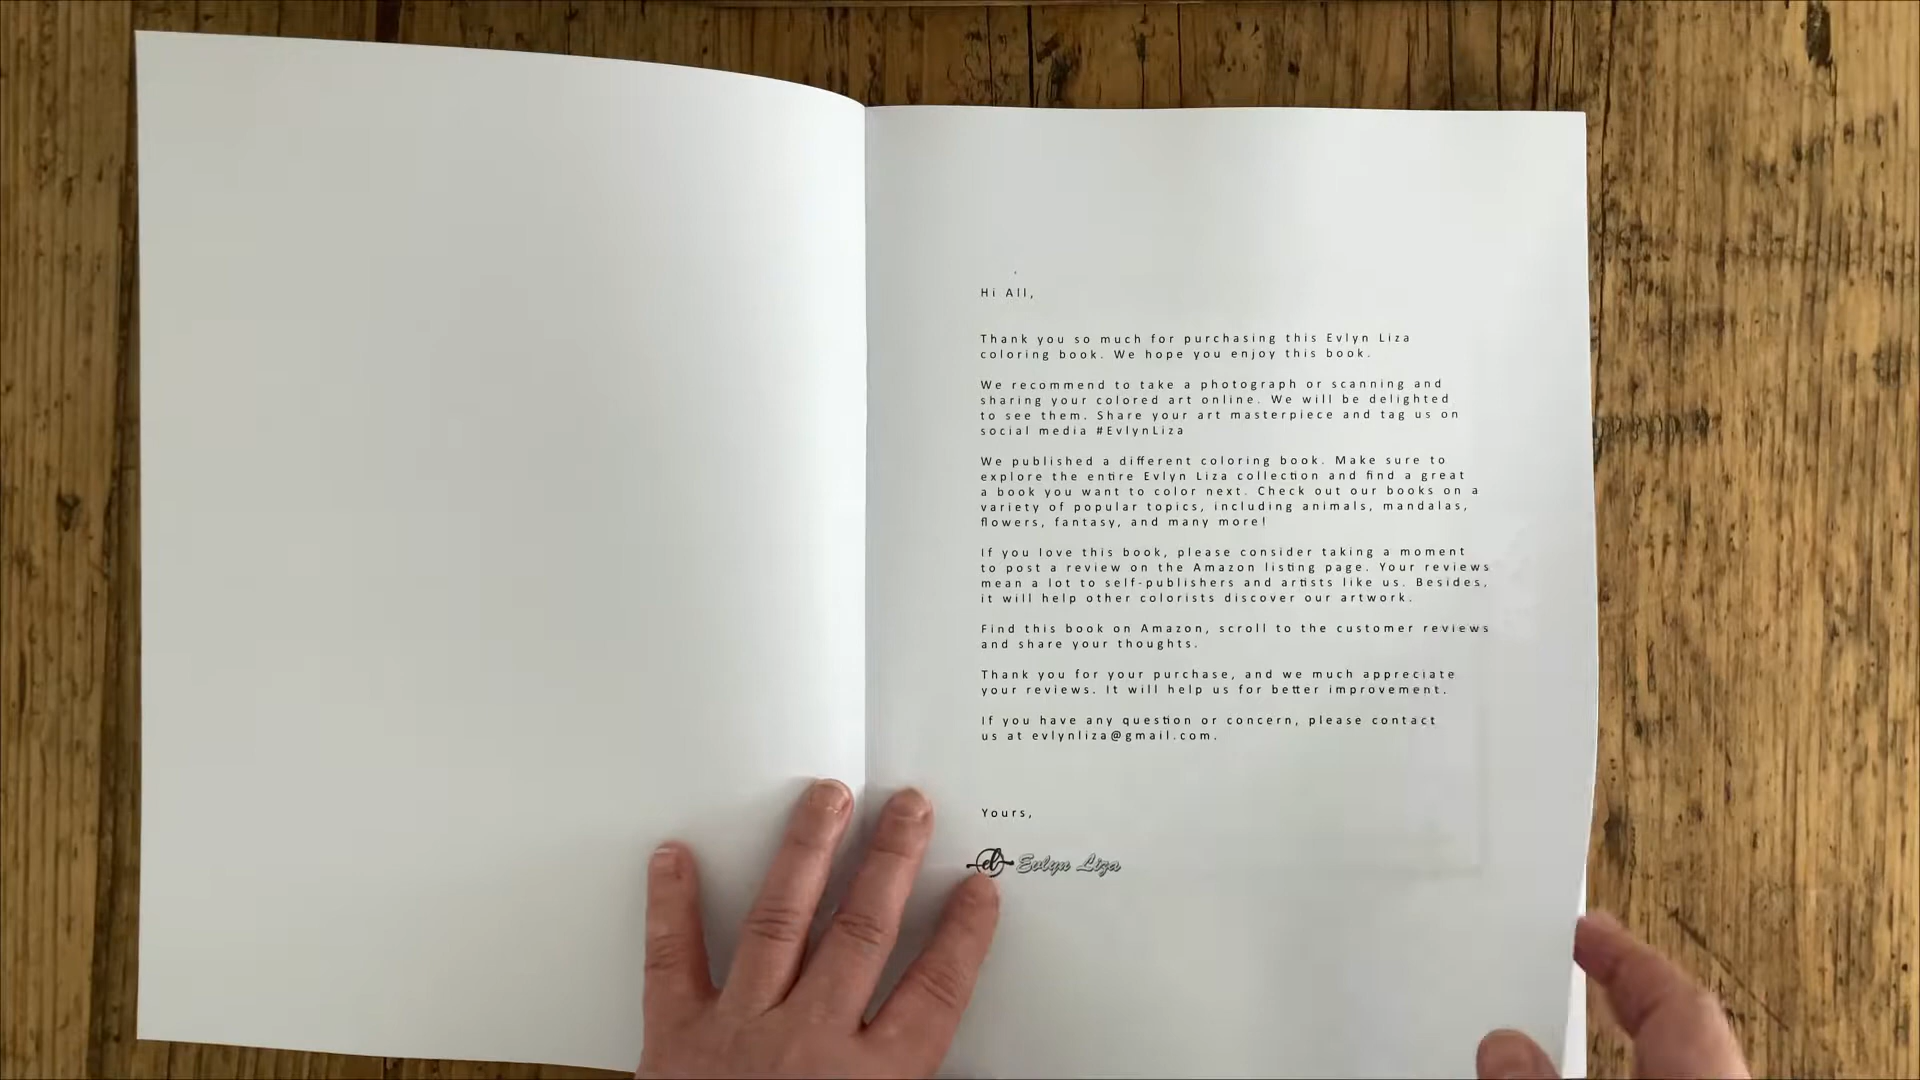 Hi All,
Thank you so much for purchasing this Evlyn Liza
coloring book. We hope you enjoy this book.
We recommend to take a photograph or scanning and
sharing your colored art online. We will be delighted
to see them. Share your art masterpiece and tag us on
social media #EvlynLiza
We published a different coloring book. Make sure to
explore the entire Evlyn Liza collection and find a great
a book you want to color next. Check out our books on a
variety of popular topics, including animals, mandalas,
flowers, fantasy, and many more!
If you love this book, please consider taking a moment
to post a review on the Amazon listing page. Your reviews
mean a lot to self-publishers and artists like us. Besides,
it will help other colorists discover our artwork.
Find this book on Amazon, scroll to the customer reviews
and share your thoughts.
Thank you for your purchase, and we much appreciate
your reviews. It will help us for better improvement.
If you have any question or concern, please contact
us at evlynliza@gmail.com.
Yours,
el Evlyn Liza